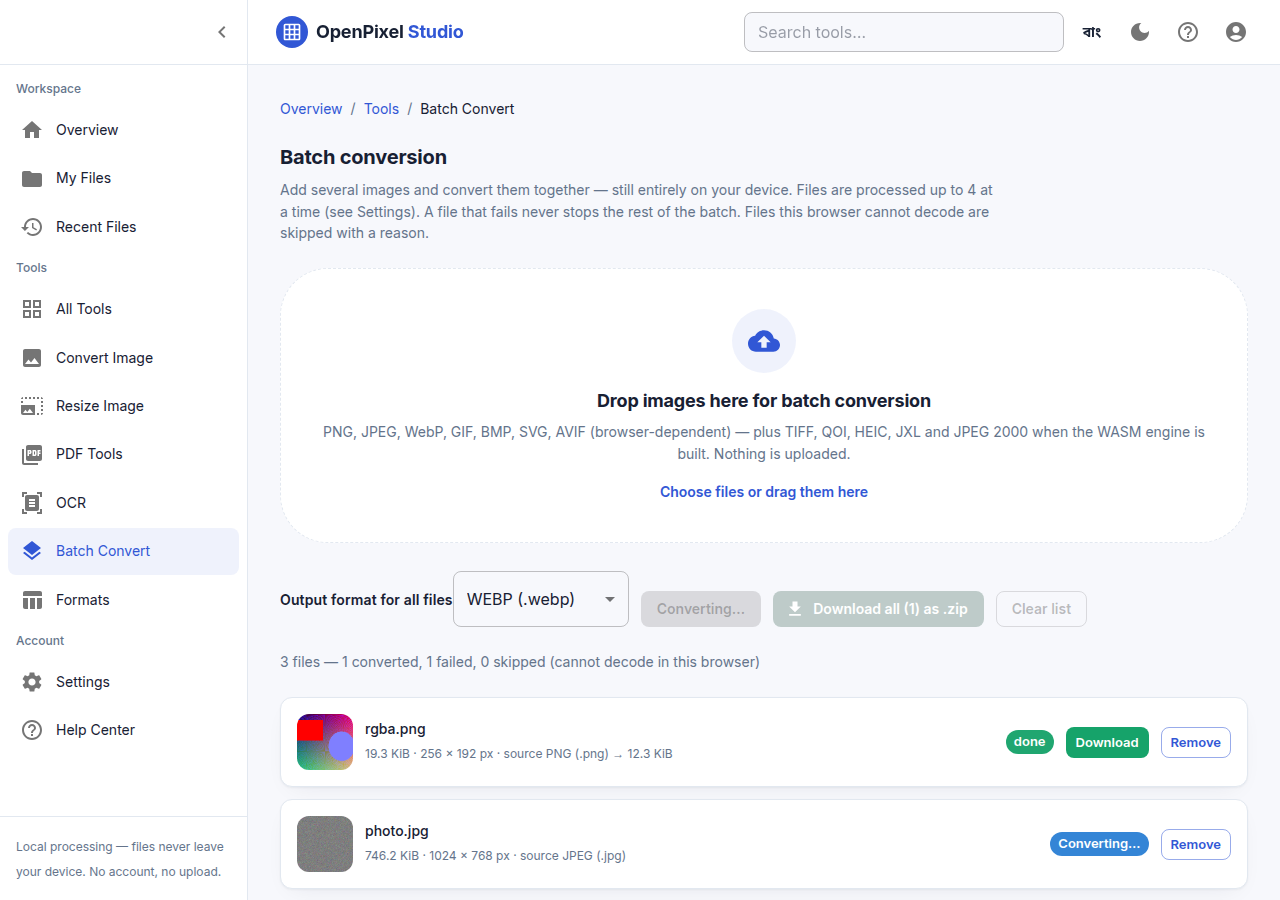 OpenPixel Studio
Search tools...
বাং
Workspace
Overview
My Files
Recent Files
Tools
All Tools
Convert Image
Resize Image
PDF Tools
OCR
Batch Convert
Formats
Account
Settings
Help Center
Local processing — files never leave
your device. No account, no upload.
Overview / Tools / Batch Convert
Batch conversion
Add several images and convert them together — still entirely on your device. Files are processed up to 4 at
a time (see Settings). A file that fails never stops the rest of the batch. Files this browser cannot decode are
skipped with a reason.
Drop images here for batch conversion
PNG, JPEG, WebP, GIF, BMP, SVG, AVIF (browser-dependent) — plus TIFF, QOI, HEIC, JXL and JPEG 2000 when the WASM engine is
built. Nothing is uploaded.
Choose files or drag them here
Output format for all files WEBP (.webp) Converting... Download all (1) as .zip Clear list
3 files — 1 converted, 1 failed, 0 skipped (cannot decode in this browser)
rgba.png
19.3 KiB · 256 × 192 px · source PNG (.png) → 12.3 KiB
done Download Remove
photo.jpg
746.2 KiB · 1024 × 768 px · source JPEG (.jpg)
Converting... Remove